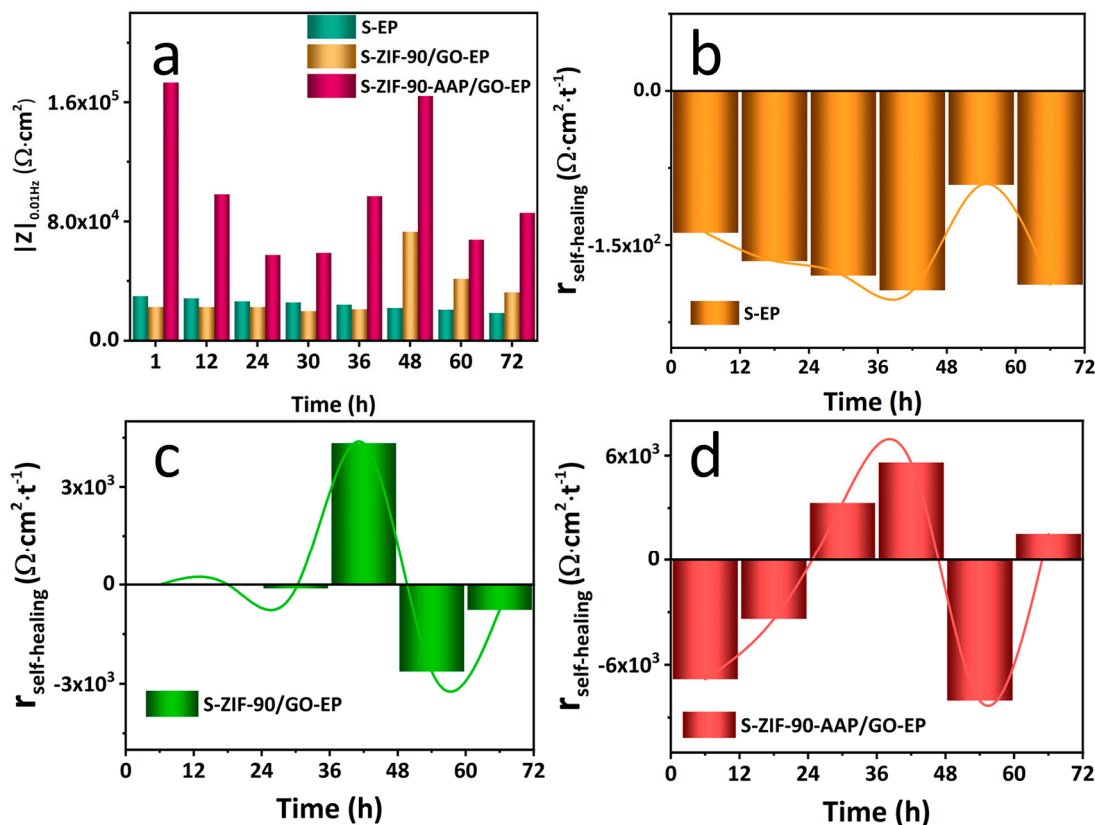 a
S-EP
S-ZIF-90/GO-EP
S-ZIF-90-AAP/GO-EP
|Z|0.01Hz (Ω·cm²)
1.6x10⁵
8.0x10⁴
0.0
1 12 24 30 36 48 60 72
Time (h)
b
rself-healing (Ω·cm²·t⁻¹)
0.0
-1.5x10²
S-EP
0 12 24 36 48 60 72
Time (h)
c
rself-healing (Ω·cm²·t⁻¹)
3x10³
0
-3x10³
S-ZIF-90/GO-EP
0 12 24 36 48 60 72
Time (h)
d
rself-healing (Ω·cm²·t⁻¹)
6x10³
0
-6x10³
S-ZIF-90-AAP/GO-EP
0 12 24 36 48 60 72
Time (h)